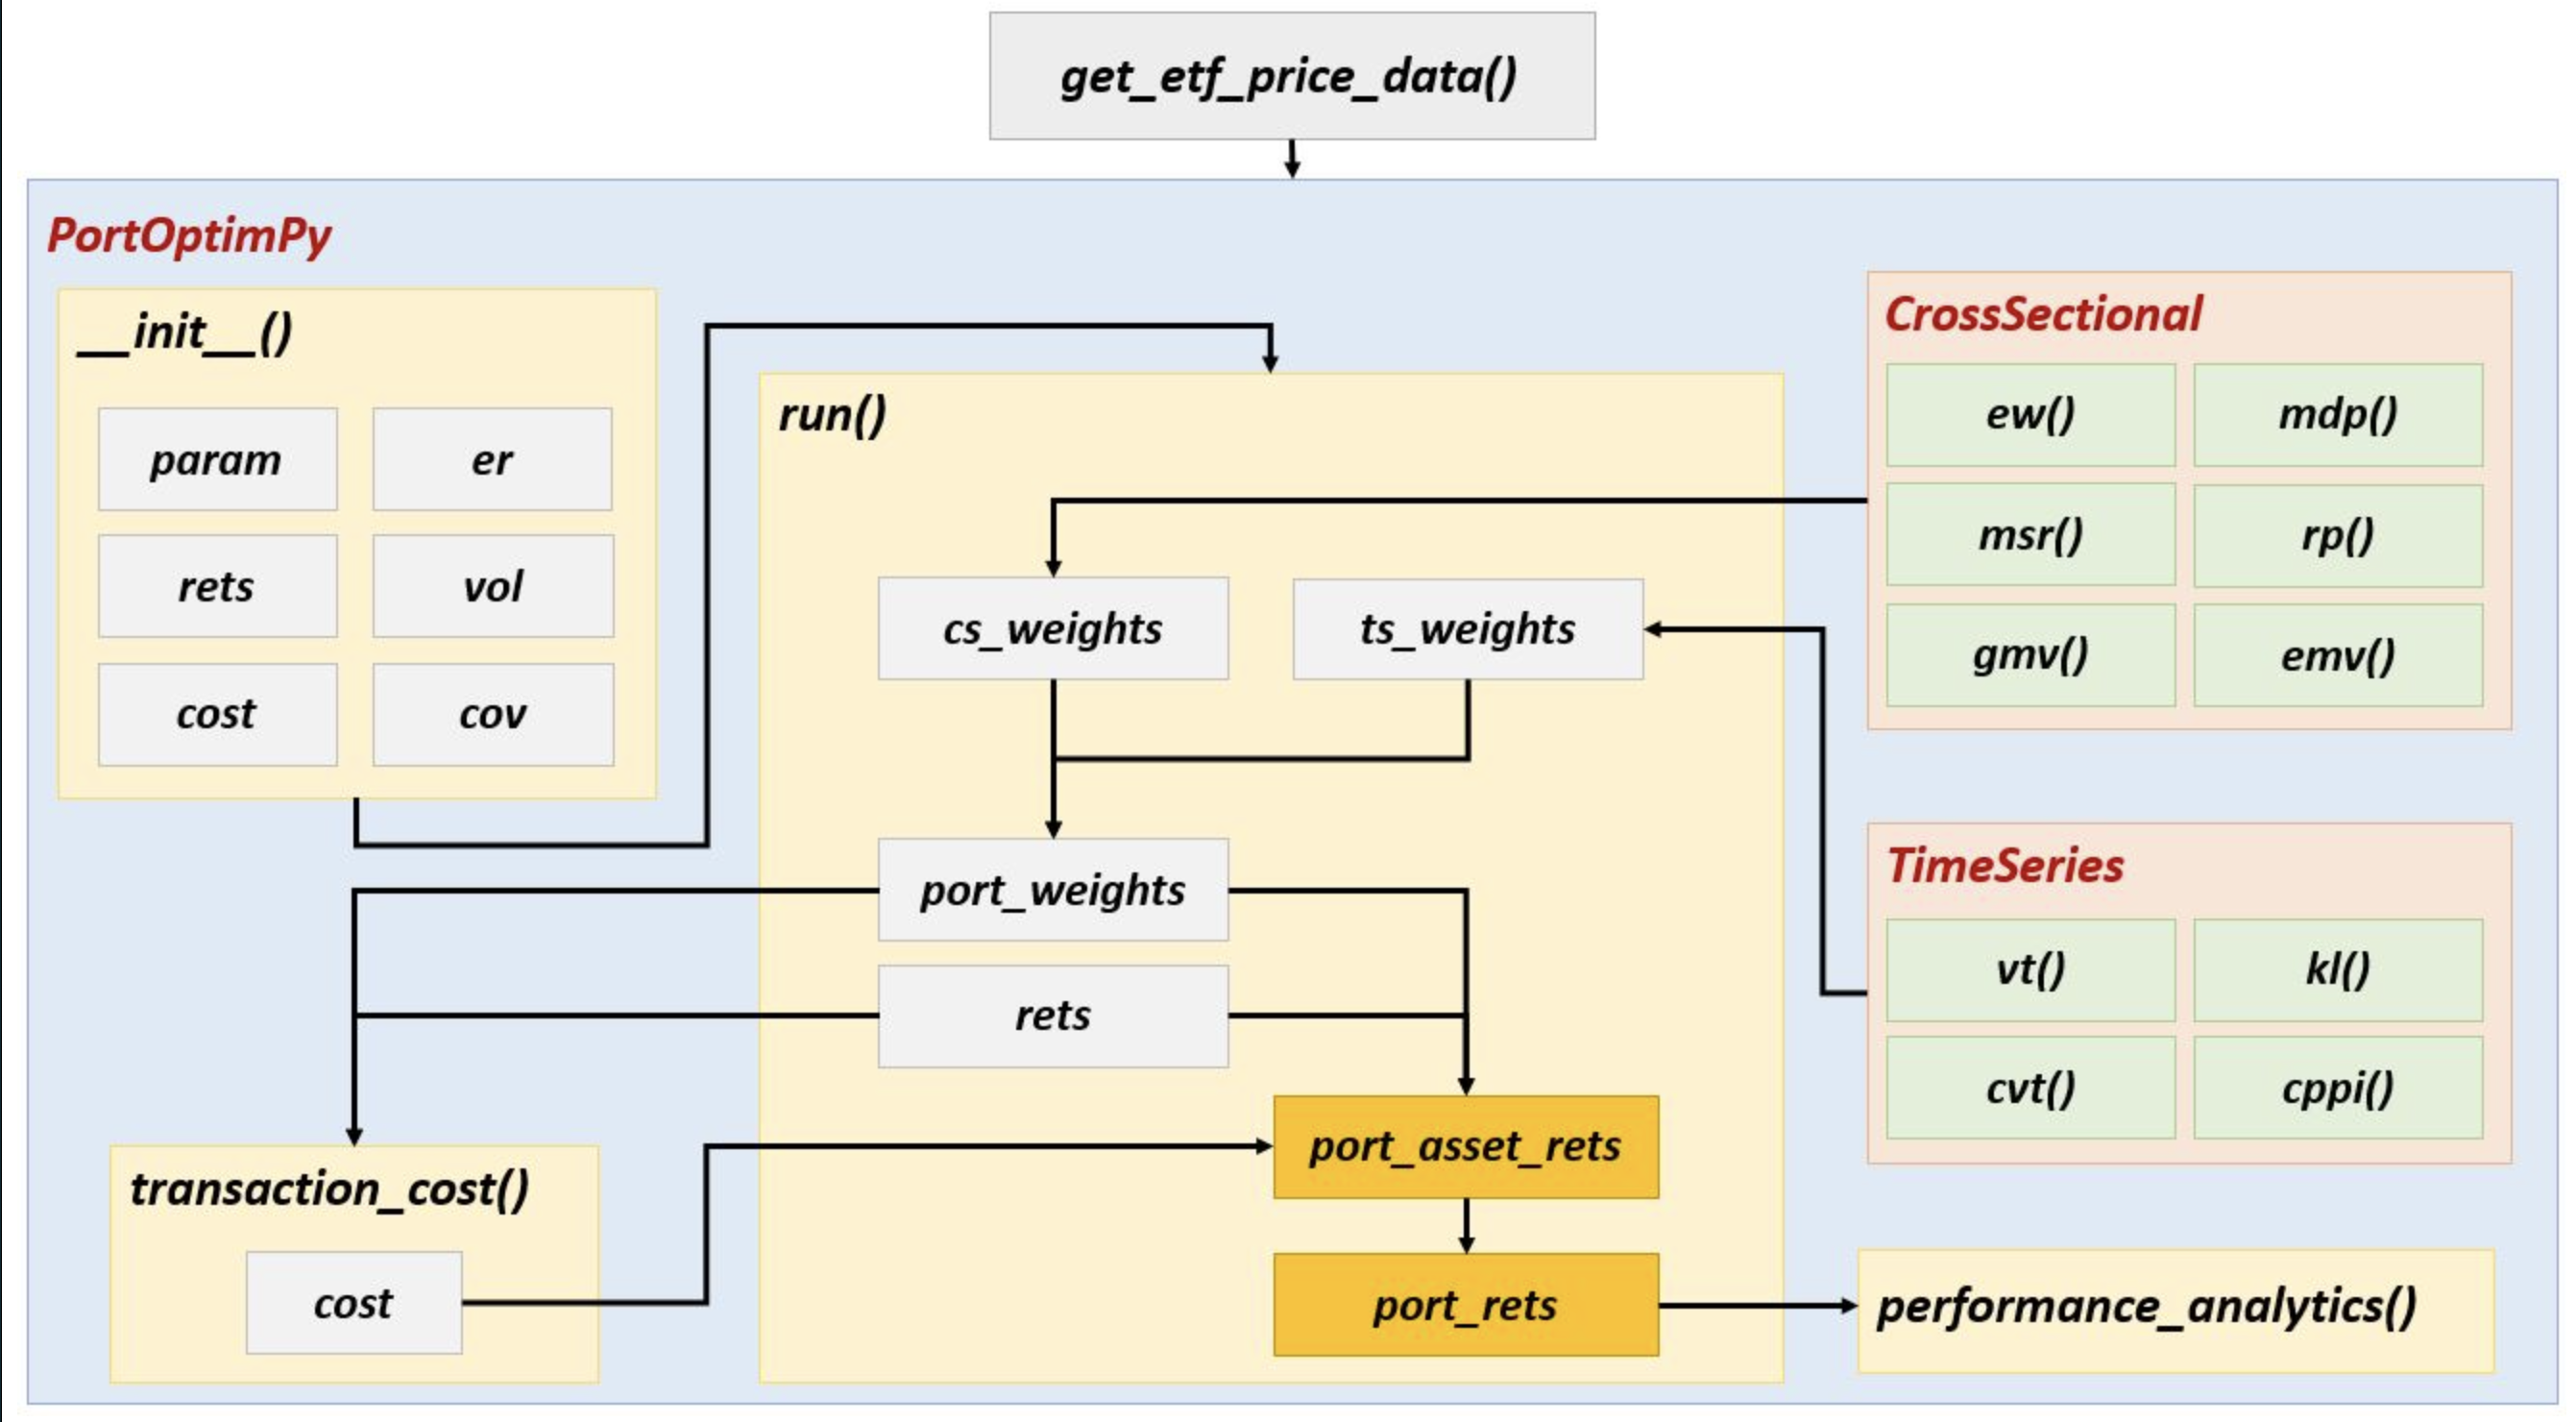 get_etf_price_data()
PortOptimPy
__init__()
param
er
rets
vol
cost
cov
run()
cs_weights
ts_weights
port_weights
rets
port_asset_rets
port_rets
transaction_cost()
cost
CrossSectional
ew()
mdp()
msr()
rp()
gmv()
emv()
TimeSeries
vt()
kl()
cvt()
cppi()
performance_analytics()